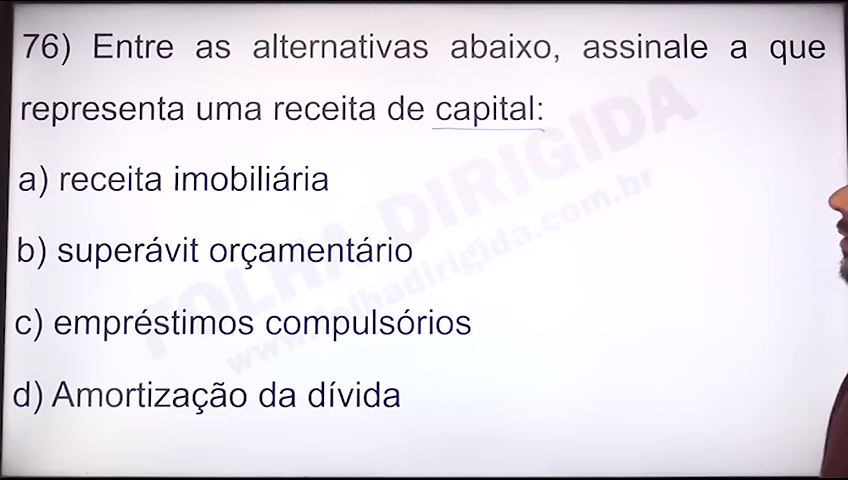 76) Entre as alternativas abaixo, assinale a que
representa uma receita de capital:
a) receita imobiliária
b) superávit orçamentário
c) empréstimos compulsórios
d) Amortização da dívida
FOLHA DIRIGIDA
www.folhadirigida.com.br